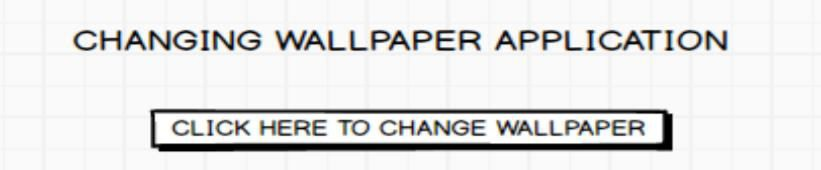 CHANGING WALLPAPER APPLICATION
CLICK HERE TO CHANGE WALLPAPER